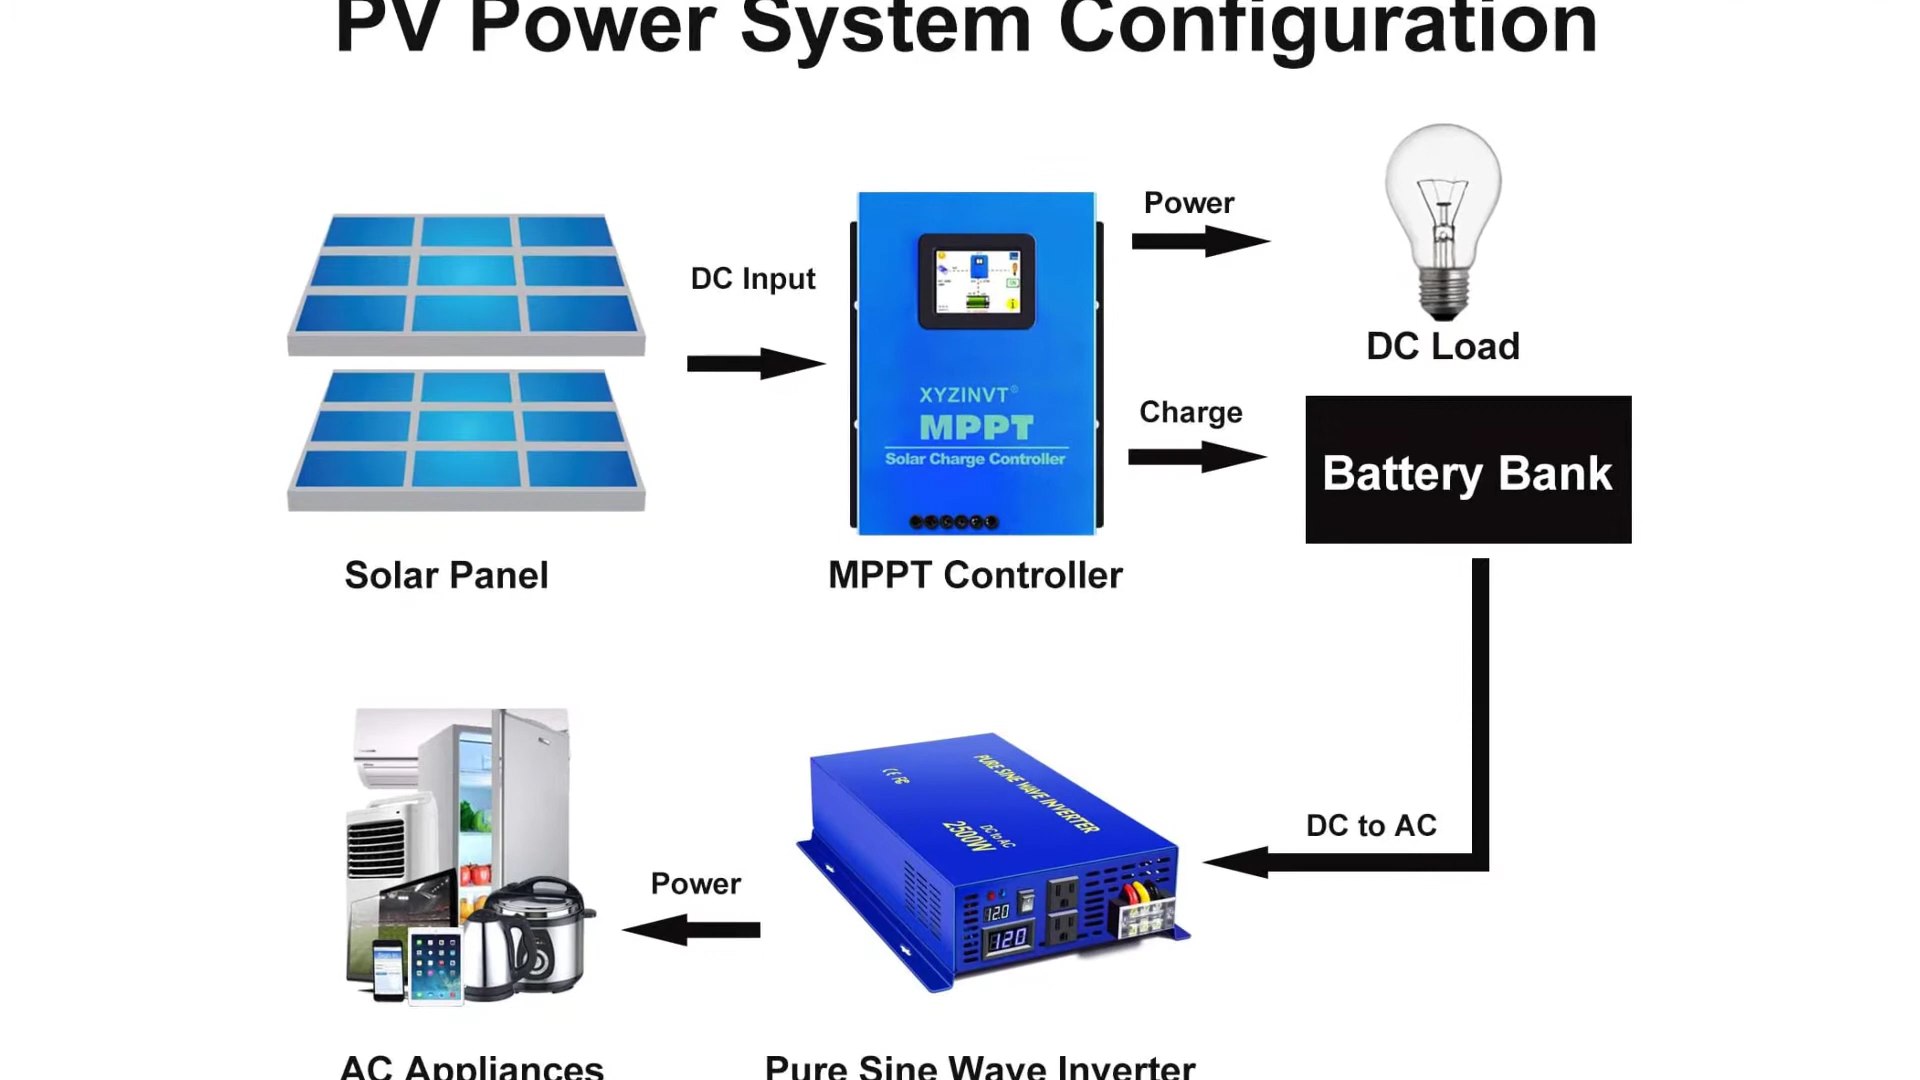 PV Power System Configuration
Power
DC Input
DC Load
XYZINVT®
MPPT
Solar Charge Controller
Charge
Battery Bank
Solar Panel
MPPT Controller
PURE SINE WAVE INVERTER
DC to AC
2500W
12.0
120
DC to AC
Power
AC Appliances
Pure Sine Wave Inverter